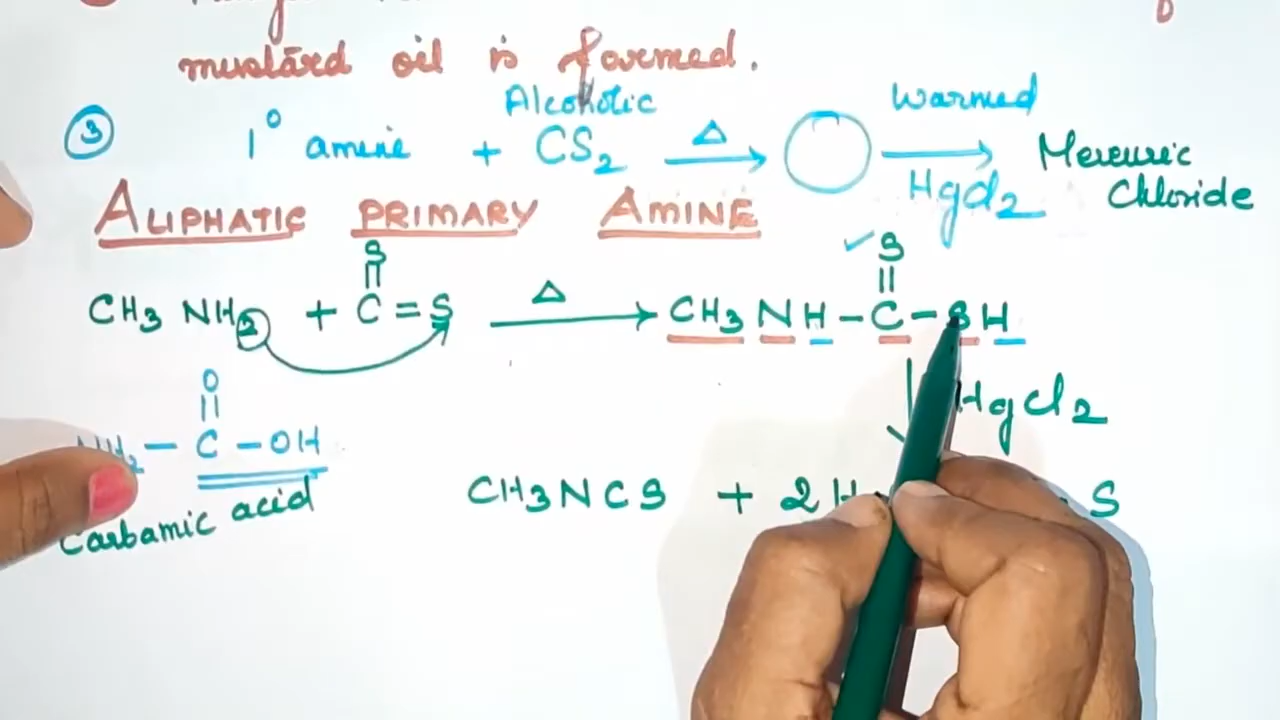 mustard oil is formed.
Alcoholic
③ 1° amine + CS2 Δ Warmed HgCl2 Mercuric Chloride
ALIPHATIC PRIMARY AMINE
S S
CH3 NH2 + C = S Δ CH3 NH - C - SH
O HgCl2
NH2 - C - OH
CH3NCS + 2H S
Carbamic acid